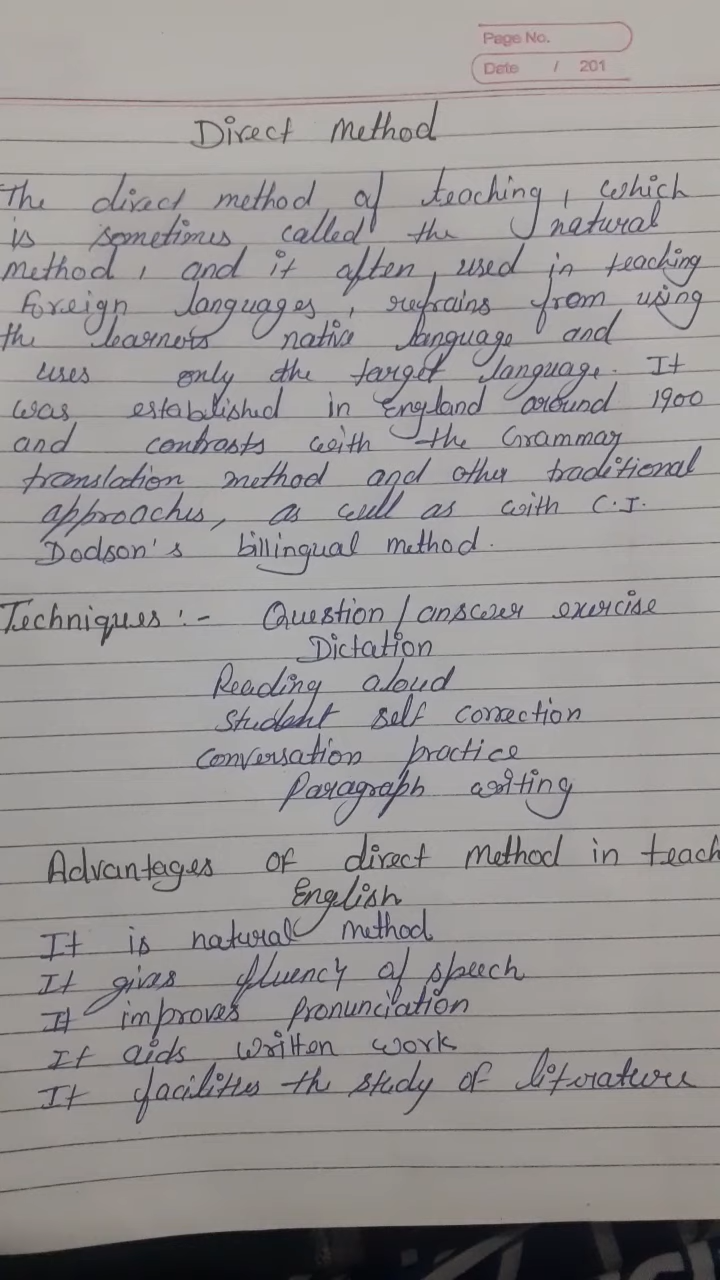 Page No.
Date / 201
Direct Method
The direct method of teaching, which
is sometimes called the natural
method, and it often used in teaching
foreign languages, refrains from using
the learners native language and
uses only the target language. It
was established in England around 1900
and contrasts with the Grammar
translation method and other traditional
approaches, as well as with C.J.
Dodson's billingual method.
Techniques :- Question/answer exercise
Dictation
Reading aloud
Student self correction
Conversation practice
Paragraph writing
Advantages of direct method in teach
English
It is natural method
It gives fluency of speech
It improves pronunciation
It aids written work
It facilities the study of literature